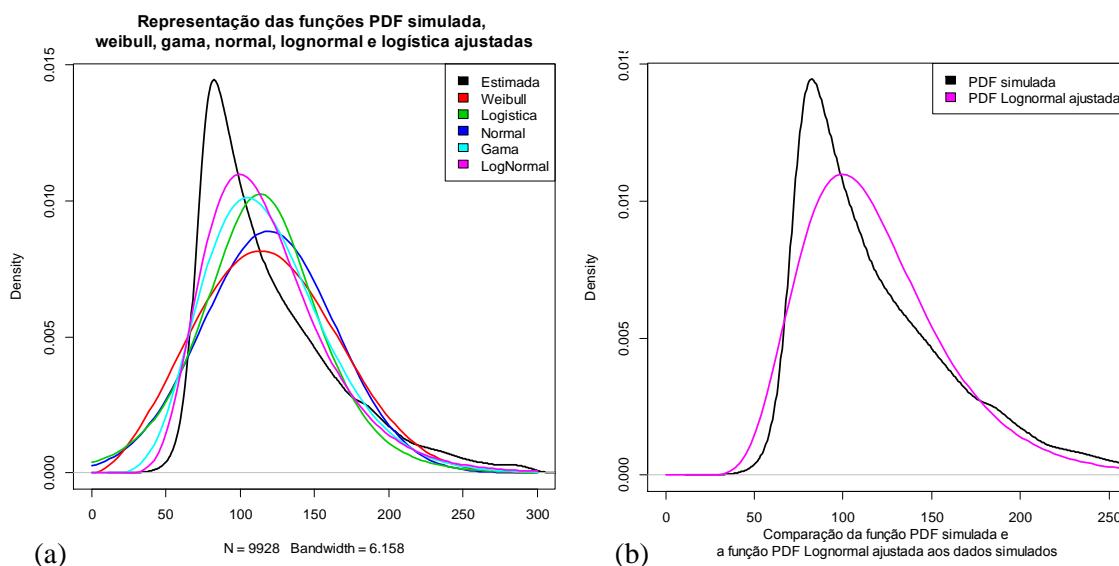 Representação das funções PDF simulada,
weibull, gama, normal, lognormal e logística ajustadas
Density
0.000
0.005
0.010
0.015
Estimada
Weibull
Logistica
Normal
Gama
LogNormal
0 50 100 150 200 250 300
N = 9928 Bandwidth = 6.158
(a)
Density
0.000
0.005
0.010
0.015
PDF simulada
PDF Lognormal ajustada
0 50 100 150 200 250
Comparação da função PDF simulada e
a função PDF Lognormal ajustada aos dados simulados
(b)